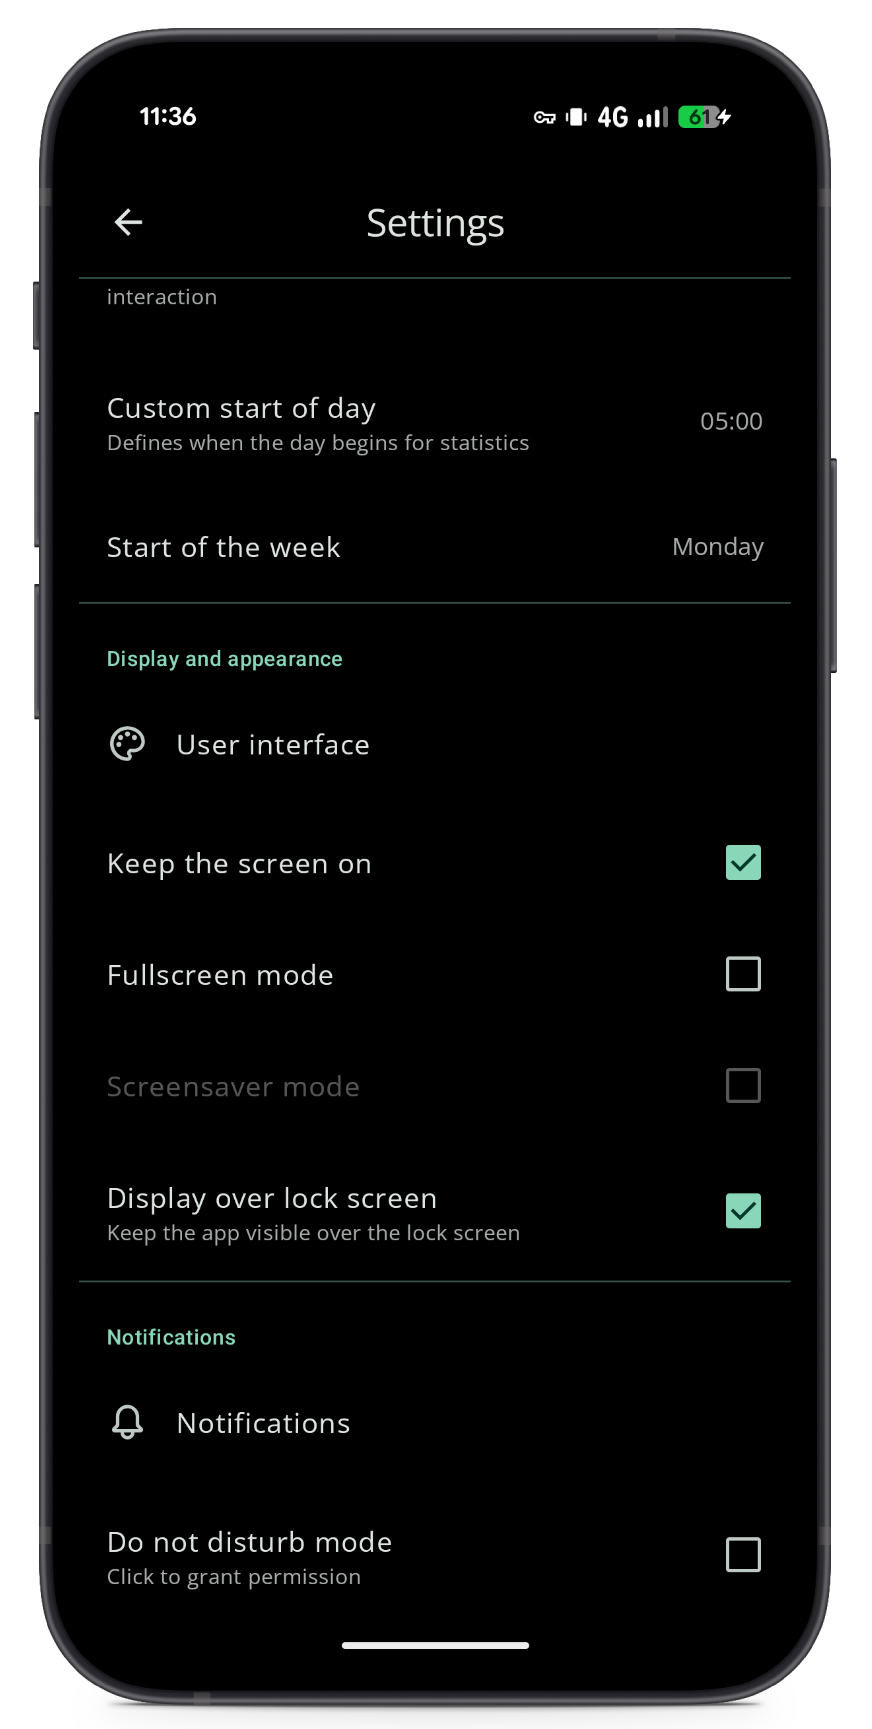 11:36
4G
61
Settings
interaction
Custom start of day
05:00
Defines when the day begins for statistics
Start of the week
Monday
Display and appearance
User interface
Keep the screen on
Fullscreen mode
Screensaver mode
Display over lock screen
Keep the app visible over the lock screen
Notifications
Notifications
Do not disturb mode
Click to grant permission